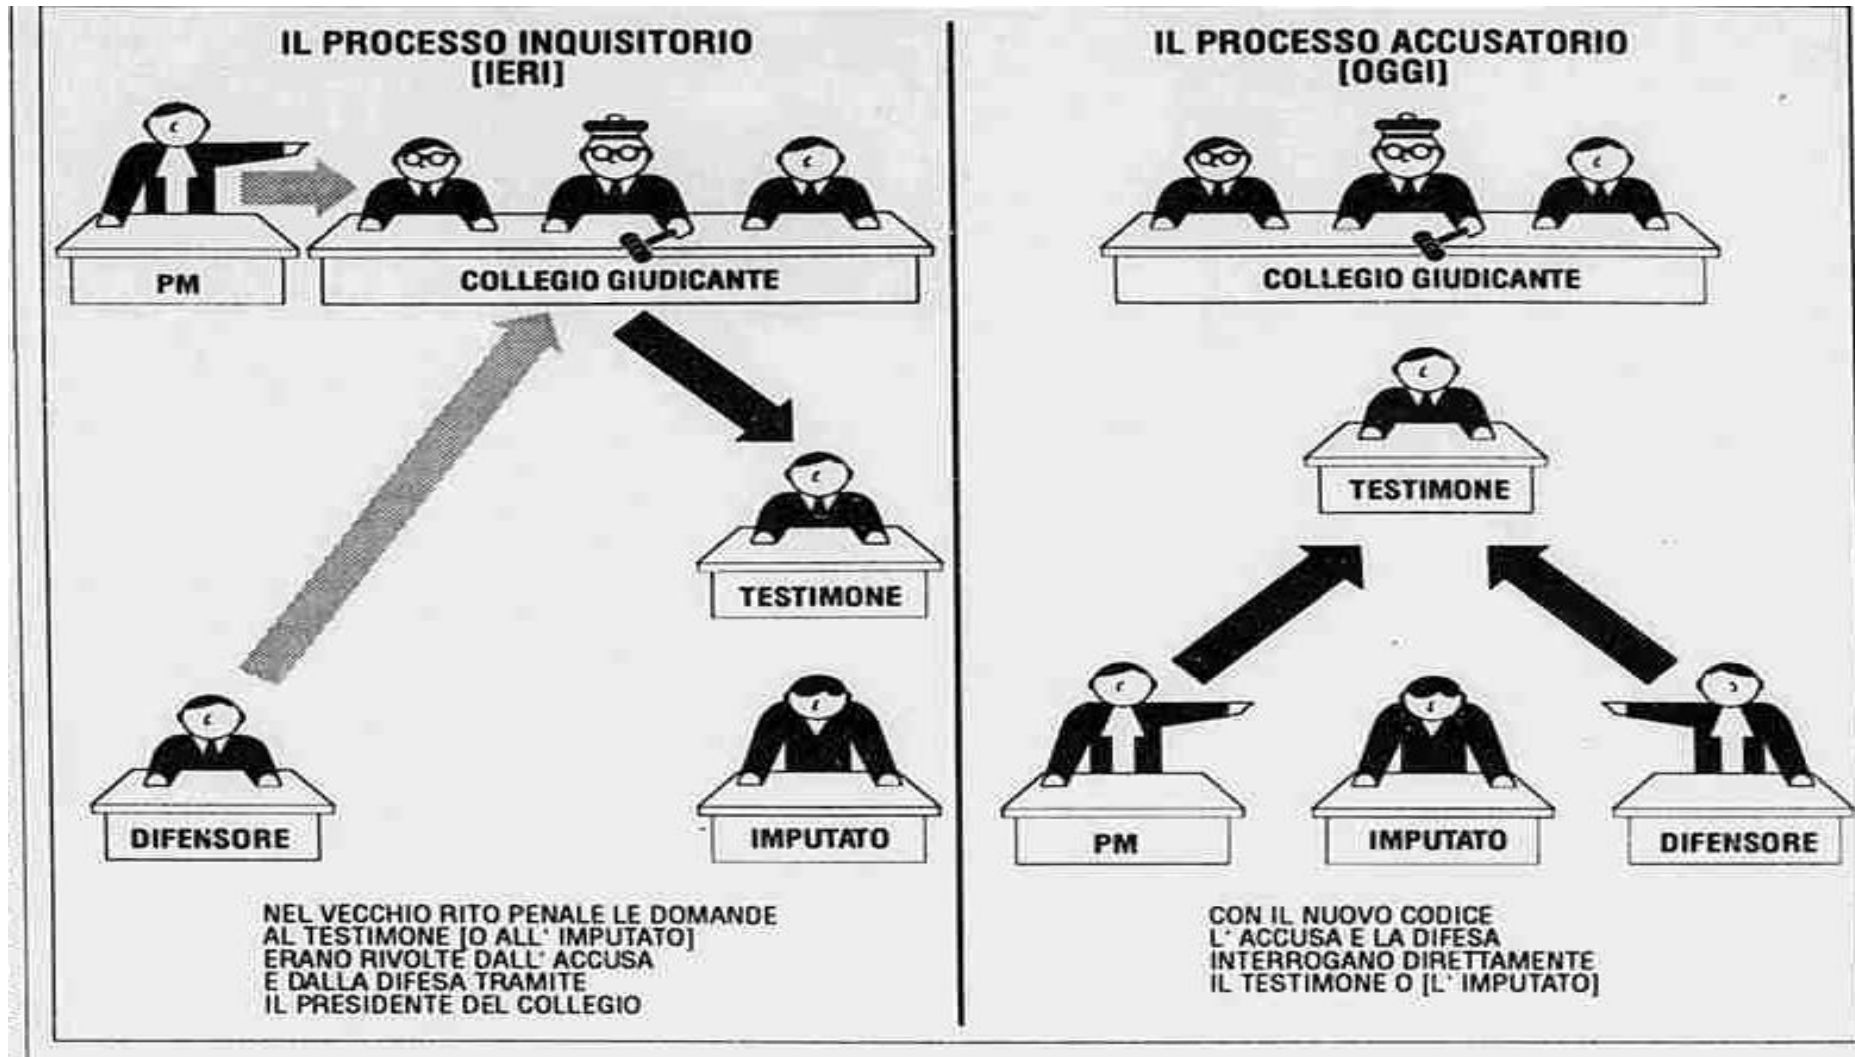 IL PROCESSO INQUISITORIO
[IERI]
PM
COLLEGIO GIUDICANTE
TESTIMONE
DIFENSORE
IMPUTATO
NEL VECCHIO RITO PENALE LE DOMANDE
AL TESTIMONE [O ALL' IMPUTATO]
ERANO RIVOLTE DALL' ACCUSA
E DALLA DIFESA TRAMITE
IL PRESIDENTE DEL COLLEGIO
IL PROCESSO ACCUSATORIO
[OGGI]
COLLEGIO GIUDICANTE
TESTIMONE
PM
IMPUTATO
DIFENSORE
CON IL NUOVO CODICE
L' ACCUSA E LA DIFESA
INTERROGANO DIRETTAMENTE
IL TESTIMONE O [L' IMPUTATO]